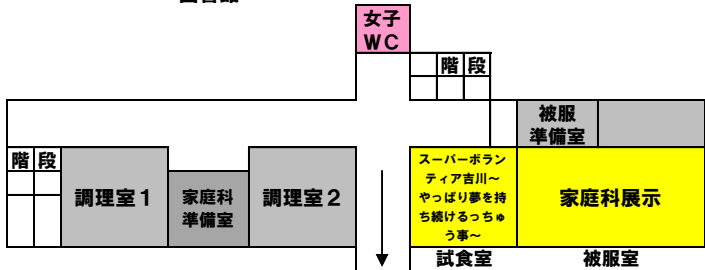 女子
WC
階段
被服
準備室
階段
調理室1
家庭科
準備室
調理室2
スーパーボラン
ティア吉川～
やっぱり夢を持
ち続けるっちゅ
う事～
家庭科展示
試食室
被服室